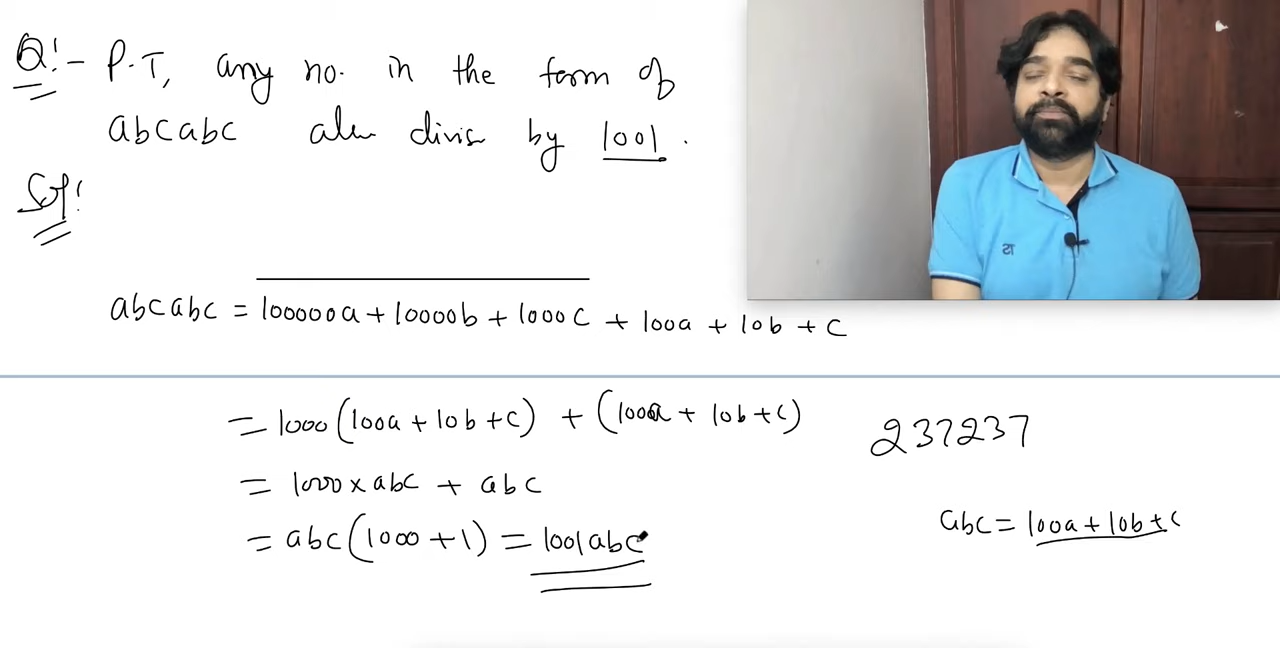 Q:- P.T, any no. in the form of
abcabc divis by 1001.
Sol:
abcabc = 100000a + 10000b + 1000c + 100a + 10b + c
= 1000(100a + 10b + c) + (100a + 10b + c)
= 1000 x abc + abc
= abc(1000 + 1) = 1001abc
237237
abc = 100a + 10b + c